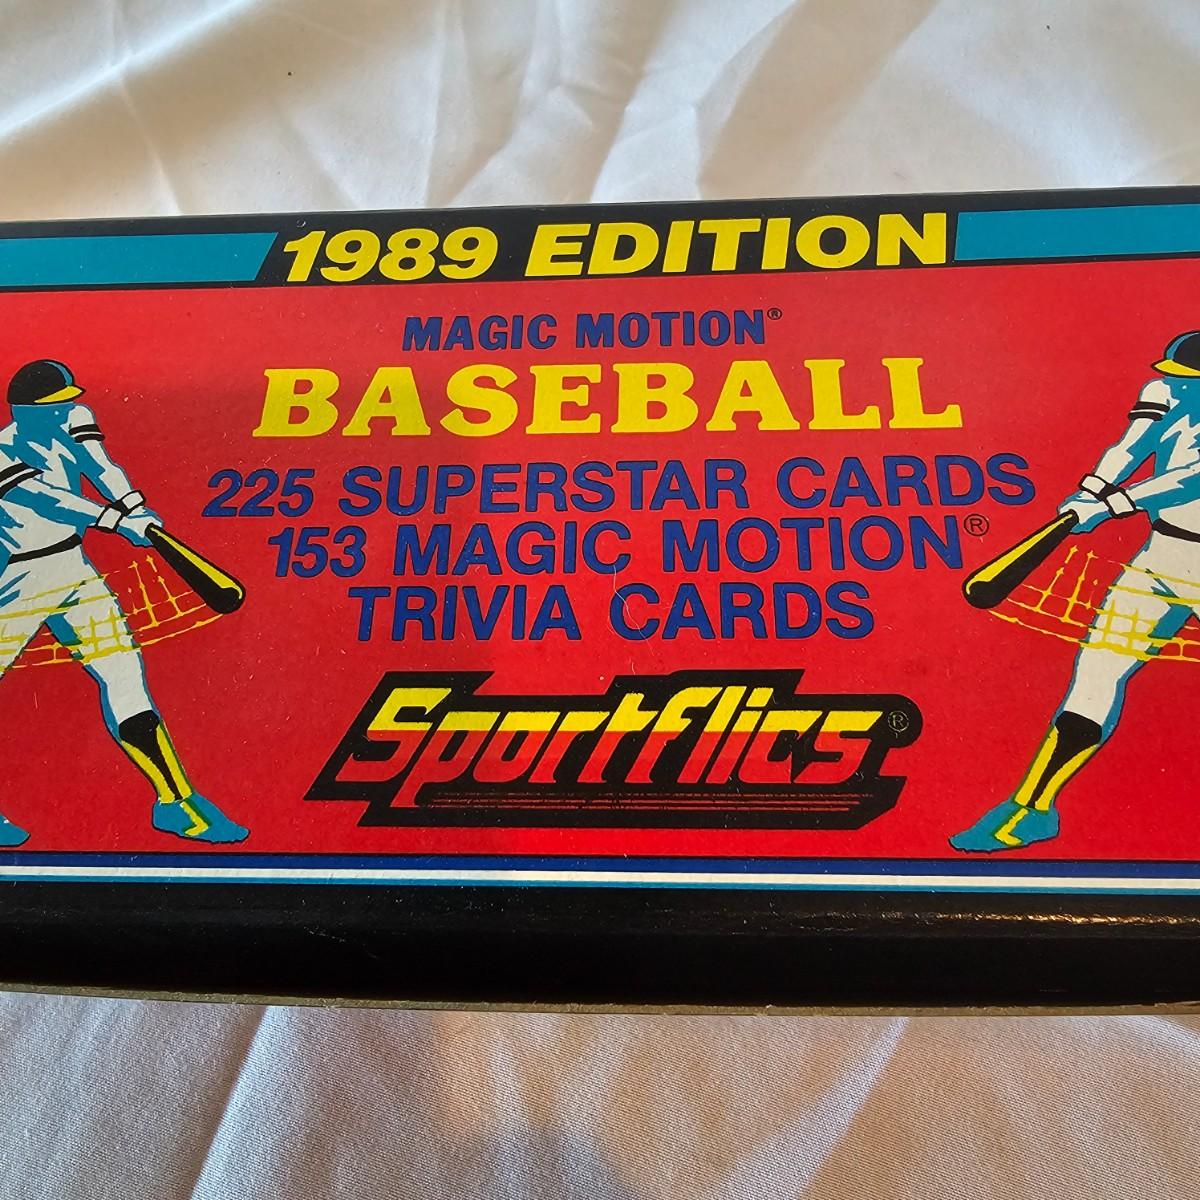 1989 EDITION
MAGIC MOTION®
BASEBALL
225 SUPERSTAR CARDS
153 MAGIC MOTION®
TRIVIA CARDS
Sportflics®